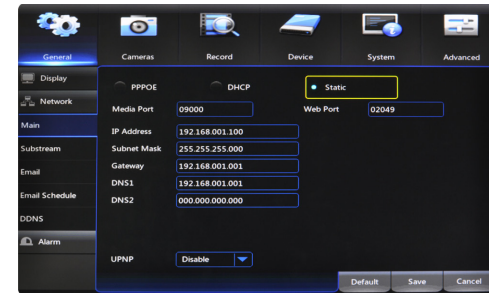 General Cameras Record Device System Advanced
Display
Network
Main
Substream
Email
Email Schedule
DDNS
Alarm
PPPOE DHCP Static
Media Port 09000 Web Port 02049
IP Address 192.168.001.100
Subnet Mask 255.255.255.000
Gateway 192.168.001.001
DNS1 192.168.001.001
DNS2 000.000.000.000
UPNP Disable
Default Save Cancel